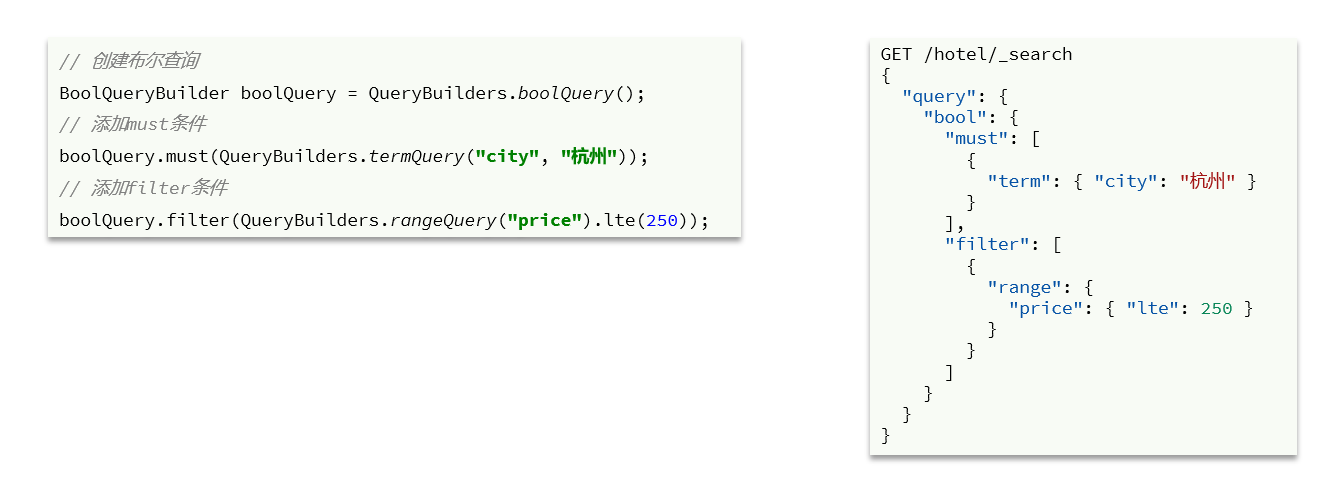 // 创建布尔查询
BoolQueryBuilder boolQuery = QueryBuilders.boolQuery();
// 添加must条件
boolQuery.must(QueryBuilders.termQuery("city", "杭州"));
// 添加filter条件
boolQuery.filter(QueryBuilders.rangeQuery("price").lte(250));
GET /hotel/_search
{
  "query": {
    "bool": {
      "must": [
        {
          "term": { "city": "杭州" }
        }
      ],
      "filter": [
        {
          "range": {
            "price": { "lte": 250 }
          }
        }
      ]
    }
  }
}